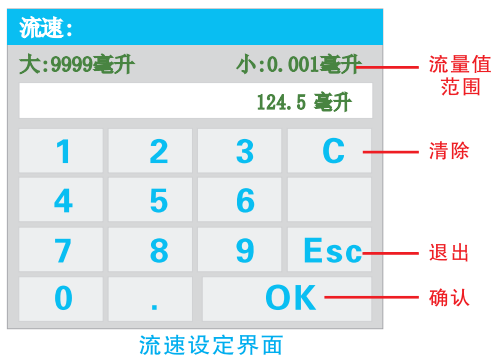 流速:
大:9999毫升 小:0.001毫升
流量值
范围
124.5 毫升
1 2 3 C
清除
4 5 6
7 8 9 Esc
退出
0 . OK
确认
流速设定界面